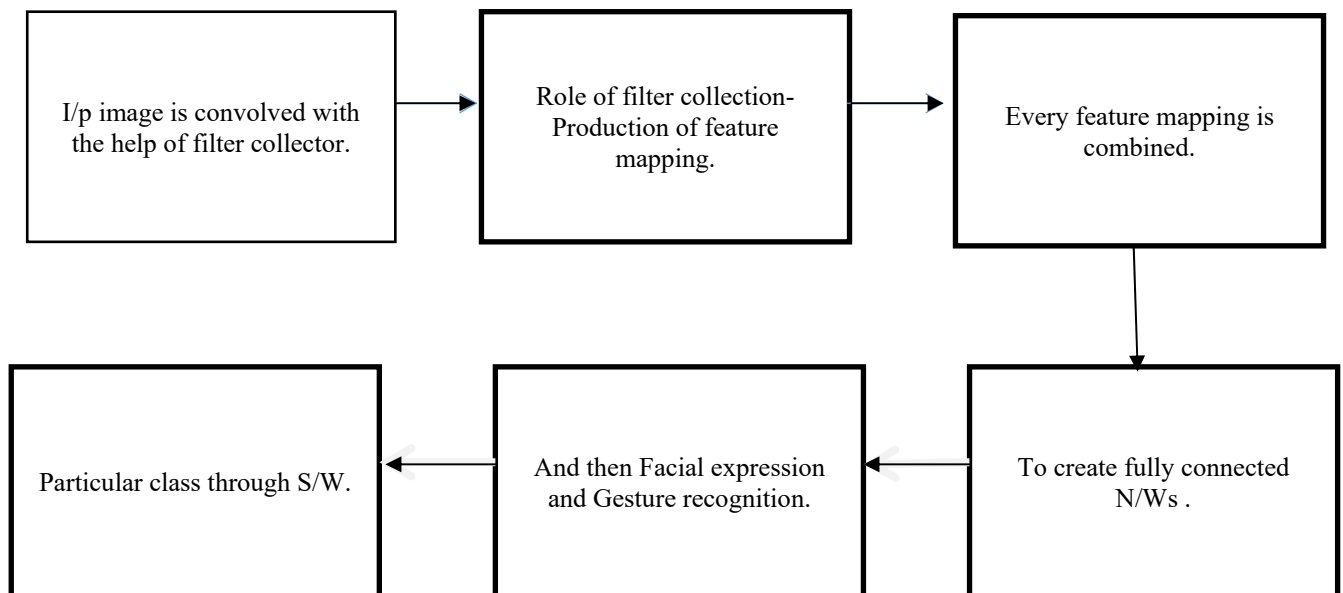 I/p image is convolved with
the help of filter collector.
Role of filter collection-
Production of feature
mapping.
Every feature mapping is
combined.
To create fully connected
N/Ws .
And then Facial expression
and Gesture recognition.
Particular class through S/W.